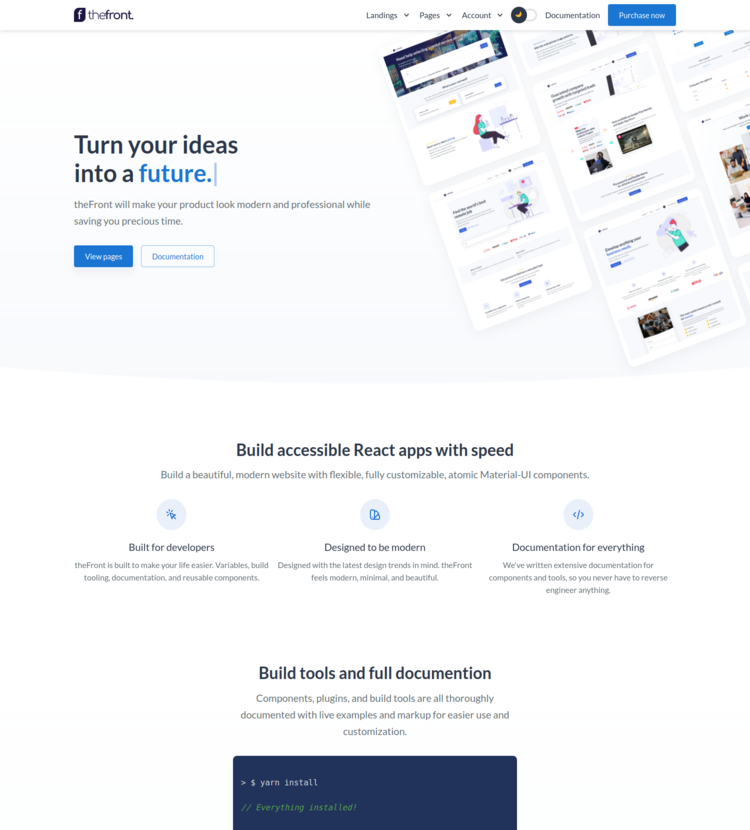 thefront.
Landings Pages Account Documentation Purchase now
Turn your ideas
into a future.
theFront will make your product look modern and professional while
saving you precious time.
View pages Documentation
Build accessible React apps with speed
Build a beautiful, modern website with flexible, fully customizable, atomic Material-UI components.
Built for developers
theFront is built to make your life easier. Variables, build
tooling, documentation, and reusable components.
Designed to be modern
Designed with the latest design trends in mind. theFront
feels modern, minimal, and beautiful.
Documentation for everything
We've written extensive documentation for
components and tools, so you never have to reverse
engineer anything.
Build tools and full documention
Components, plugins, and build tools are all thoroughly
documented with live examples and markup for easier use and
customization.
> $ yarn install
// Everything installed!